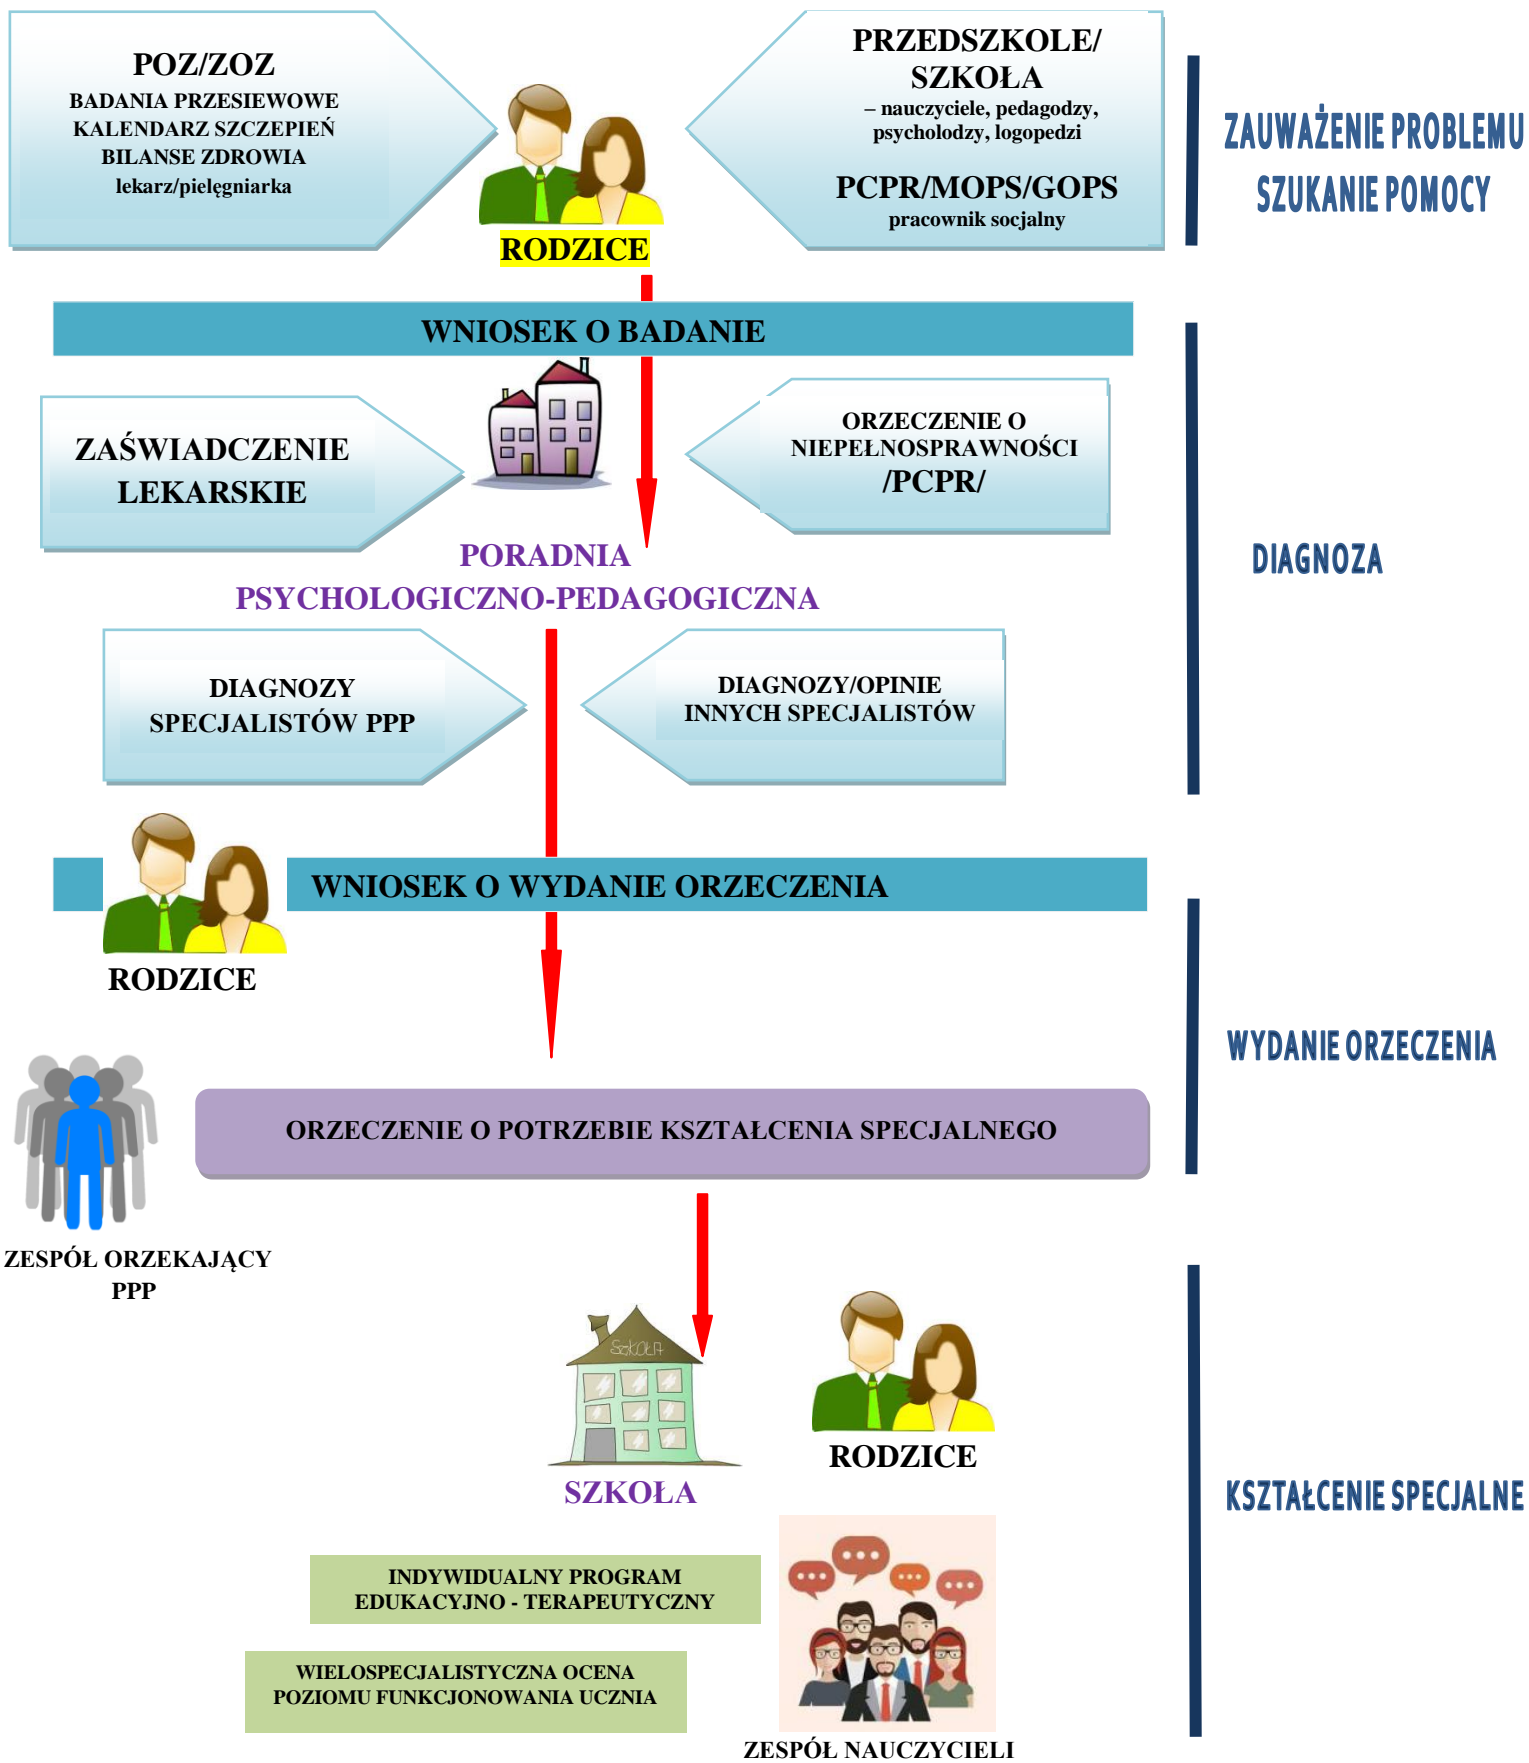 POZ/ZOZ
BADANIA PRZESIEWOWE
KALENDARZ SZCZEPIEŃ
BILANSE ZDROWIA
lekarz/pielęgniarka
RODZICE
PRZEDSZKOLE/
SZKOŁA
– nauczyciele, pedagodzy,
psycholodzy, logopedzi
PCPR/MOPS/GOPS
pracownik socjalny
ZAUWAŻENIE PROBLEMU
SZUKANIE POMOCY
WNIOSEK O BADANIE
ZAŚWIADCZENIE
LEKARSKIE
ORZECZENIE O
NIEPEŁNOSPRAWNOŚCI
/PCPR/
PORADNIA
PSYCHOLOGICZNO-PEDAGOGICZNA
DIAGNOZA
DIAGNOZY
SPECJALISTÓW PPP
DIAGNOZY/OPINIE
INNYCH SPECJALISTÓW
WNIOSEK O WYDANIE ORZECZENIA
RODZICE
WYDANIE ORZECZENIA
ORZECZENIE O POTRZEBIE KSZTAŁCENIA SPECJALNEGO
ZESPÓŁ ORZEKAJĄCY
PPP
SZKOŁA
SZKOŁA
RODZICE
KSZTAŁCENIE SPECJALNE
INDYWIDUALNY PROGRAM
EDUKACYJNO - TERAPEUTYCZNY
WIELOSPECJALISTYCZNA OCENA
POZIOMU FUNKCJONOWANIA UCZNIA
ZESPÓŁ NAUCZYCIELI